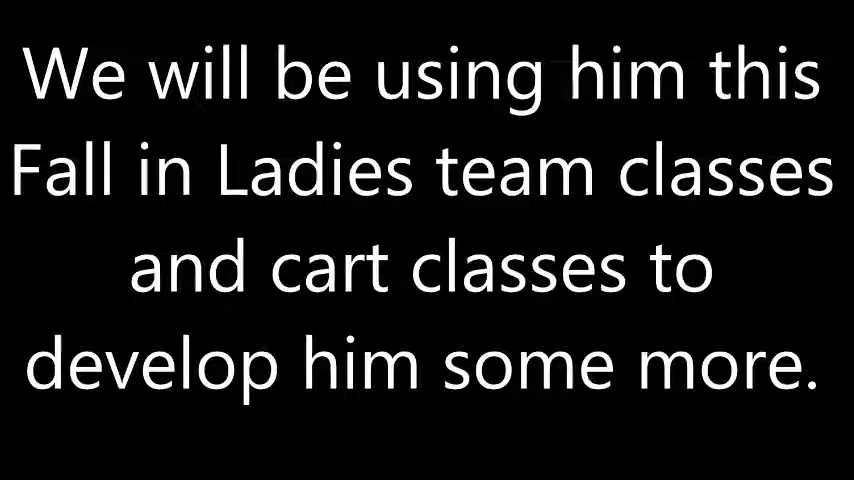 We will be using him this
Fall in Ladies team classes
and cart classes to
develop him some more.